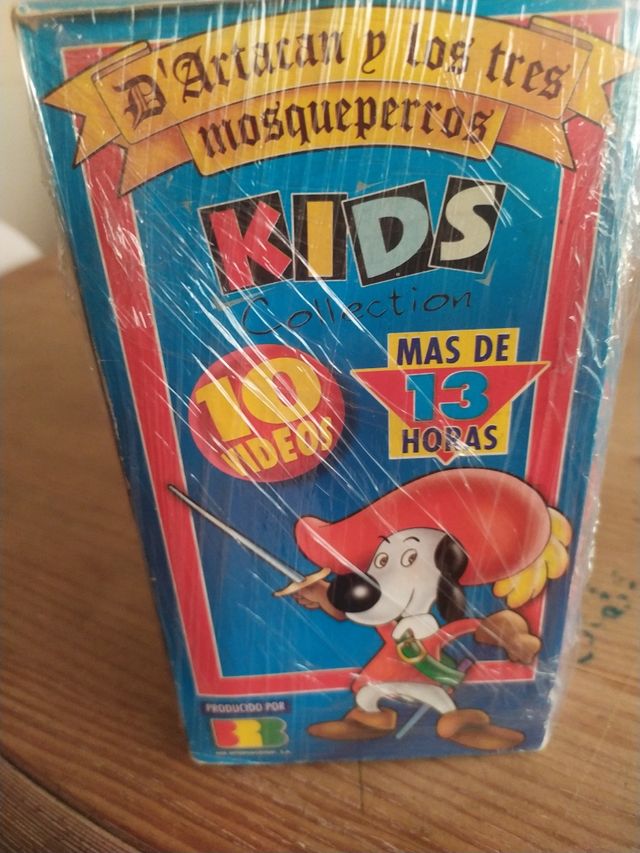 D'Artacan y los tres
mosqueperros
KIDS
Collection
10
VIDEOS
MAS DE
13
HORAS
PRODUCIDO POR
BRB